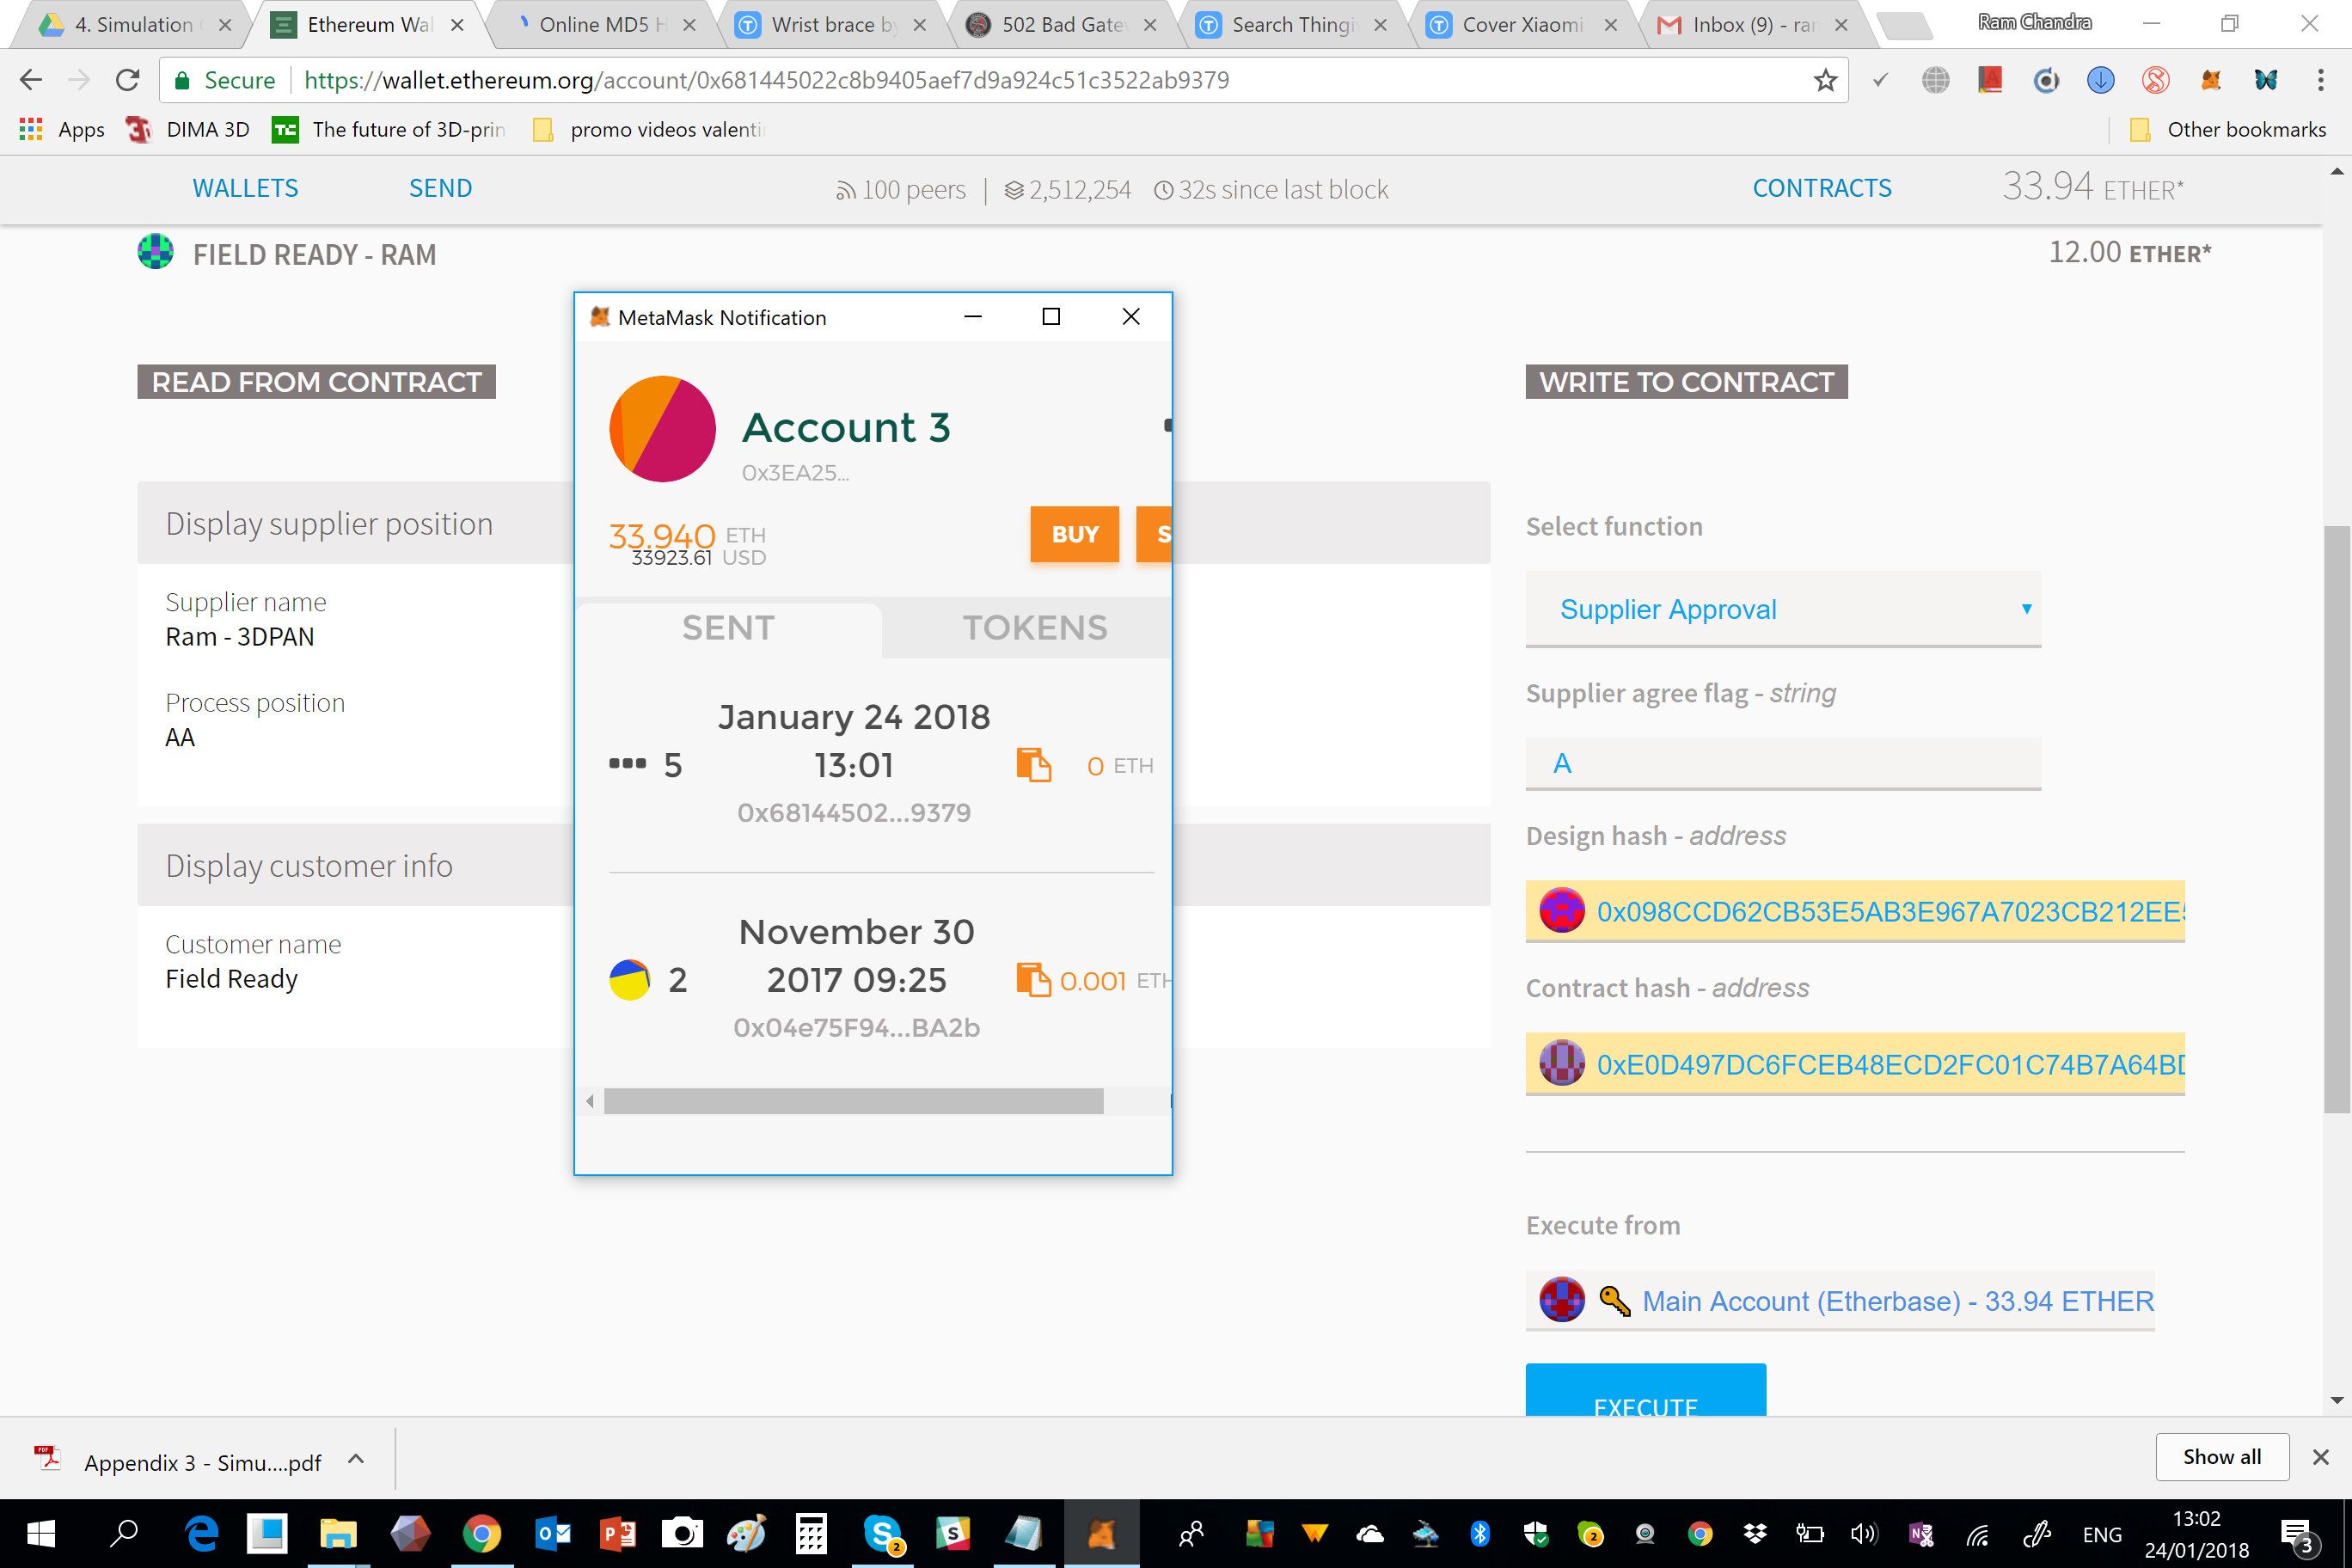 4. Simulation
Ethereum Wal
Online MD5 H
Wrist brace by
502 Bad Gate
Search Thingi
Cover Xiaomi
Inbox (9) - ran
Ram Chandra
Secure
https://wallet.ethereum.org/account/0x681445022c8b9405aef7d9a924c51c3522ab9379
Apps
DIMA 3D
The future of 3D-prin
promo videos valenti
Other bookmarks
WALLETS
SEND
100 peers | 2,512,254 32s since last block
CONTRACTS
33.94 ETHER*
FIELD READY - RAM
12.00 ETHER*
READ FROM CONTRACT
Display supplier position
Supplier name
Ram - 3DPAN
Process position
AA
Display customer info
Customer name
Field Ready
MetaMask Notification
Account 3
0x3EA25...
33.940 ETH
33923.61 USD
BUY
S
SENT
TOKENS
January 24 2018
5 13:01 0 ETH
0x68144502...9379
November 30
2 2017 09:25 0.001 ETH
0x04e75F94...BA2b
WRITE TO CONTRACT
Select function
Supplier Approval
Supplier agree flag - string
A
Design hash - address
0x098CCD62CB53E5AB3E967A7023CB212EE5
Contract hash - address
0xE0D497DC6FCEB48ECD2FC01C74B7A64BD
Execute from
Main Account (Etherbase) - 33.94 ETHER
EXECUTE
Appendix 3 - Simu....pdf
Show all
ENG
13:02
24/01/2018
3